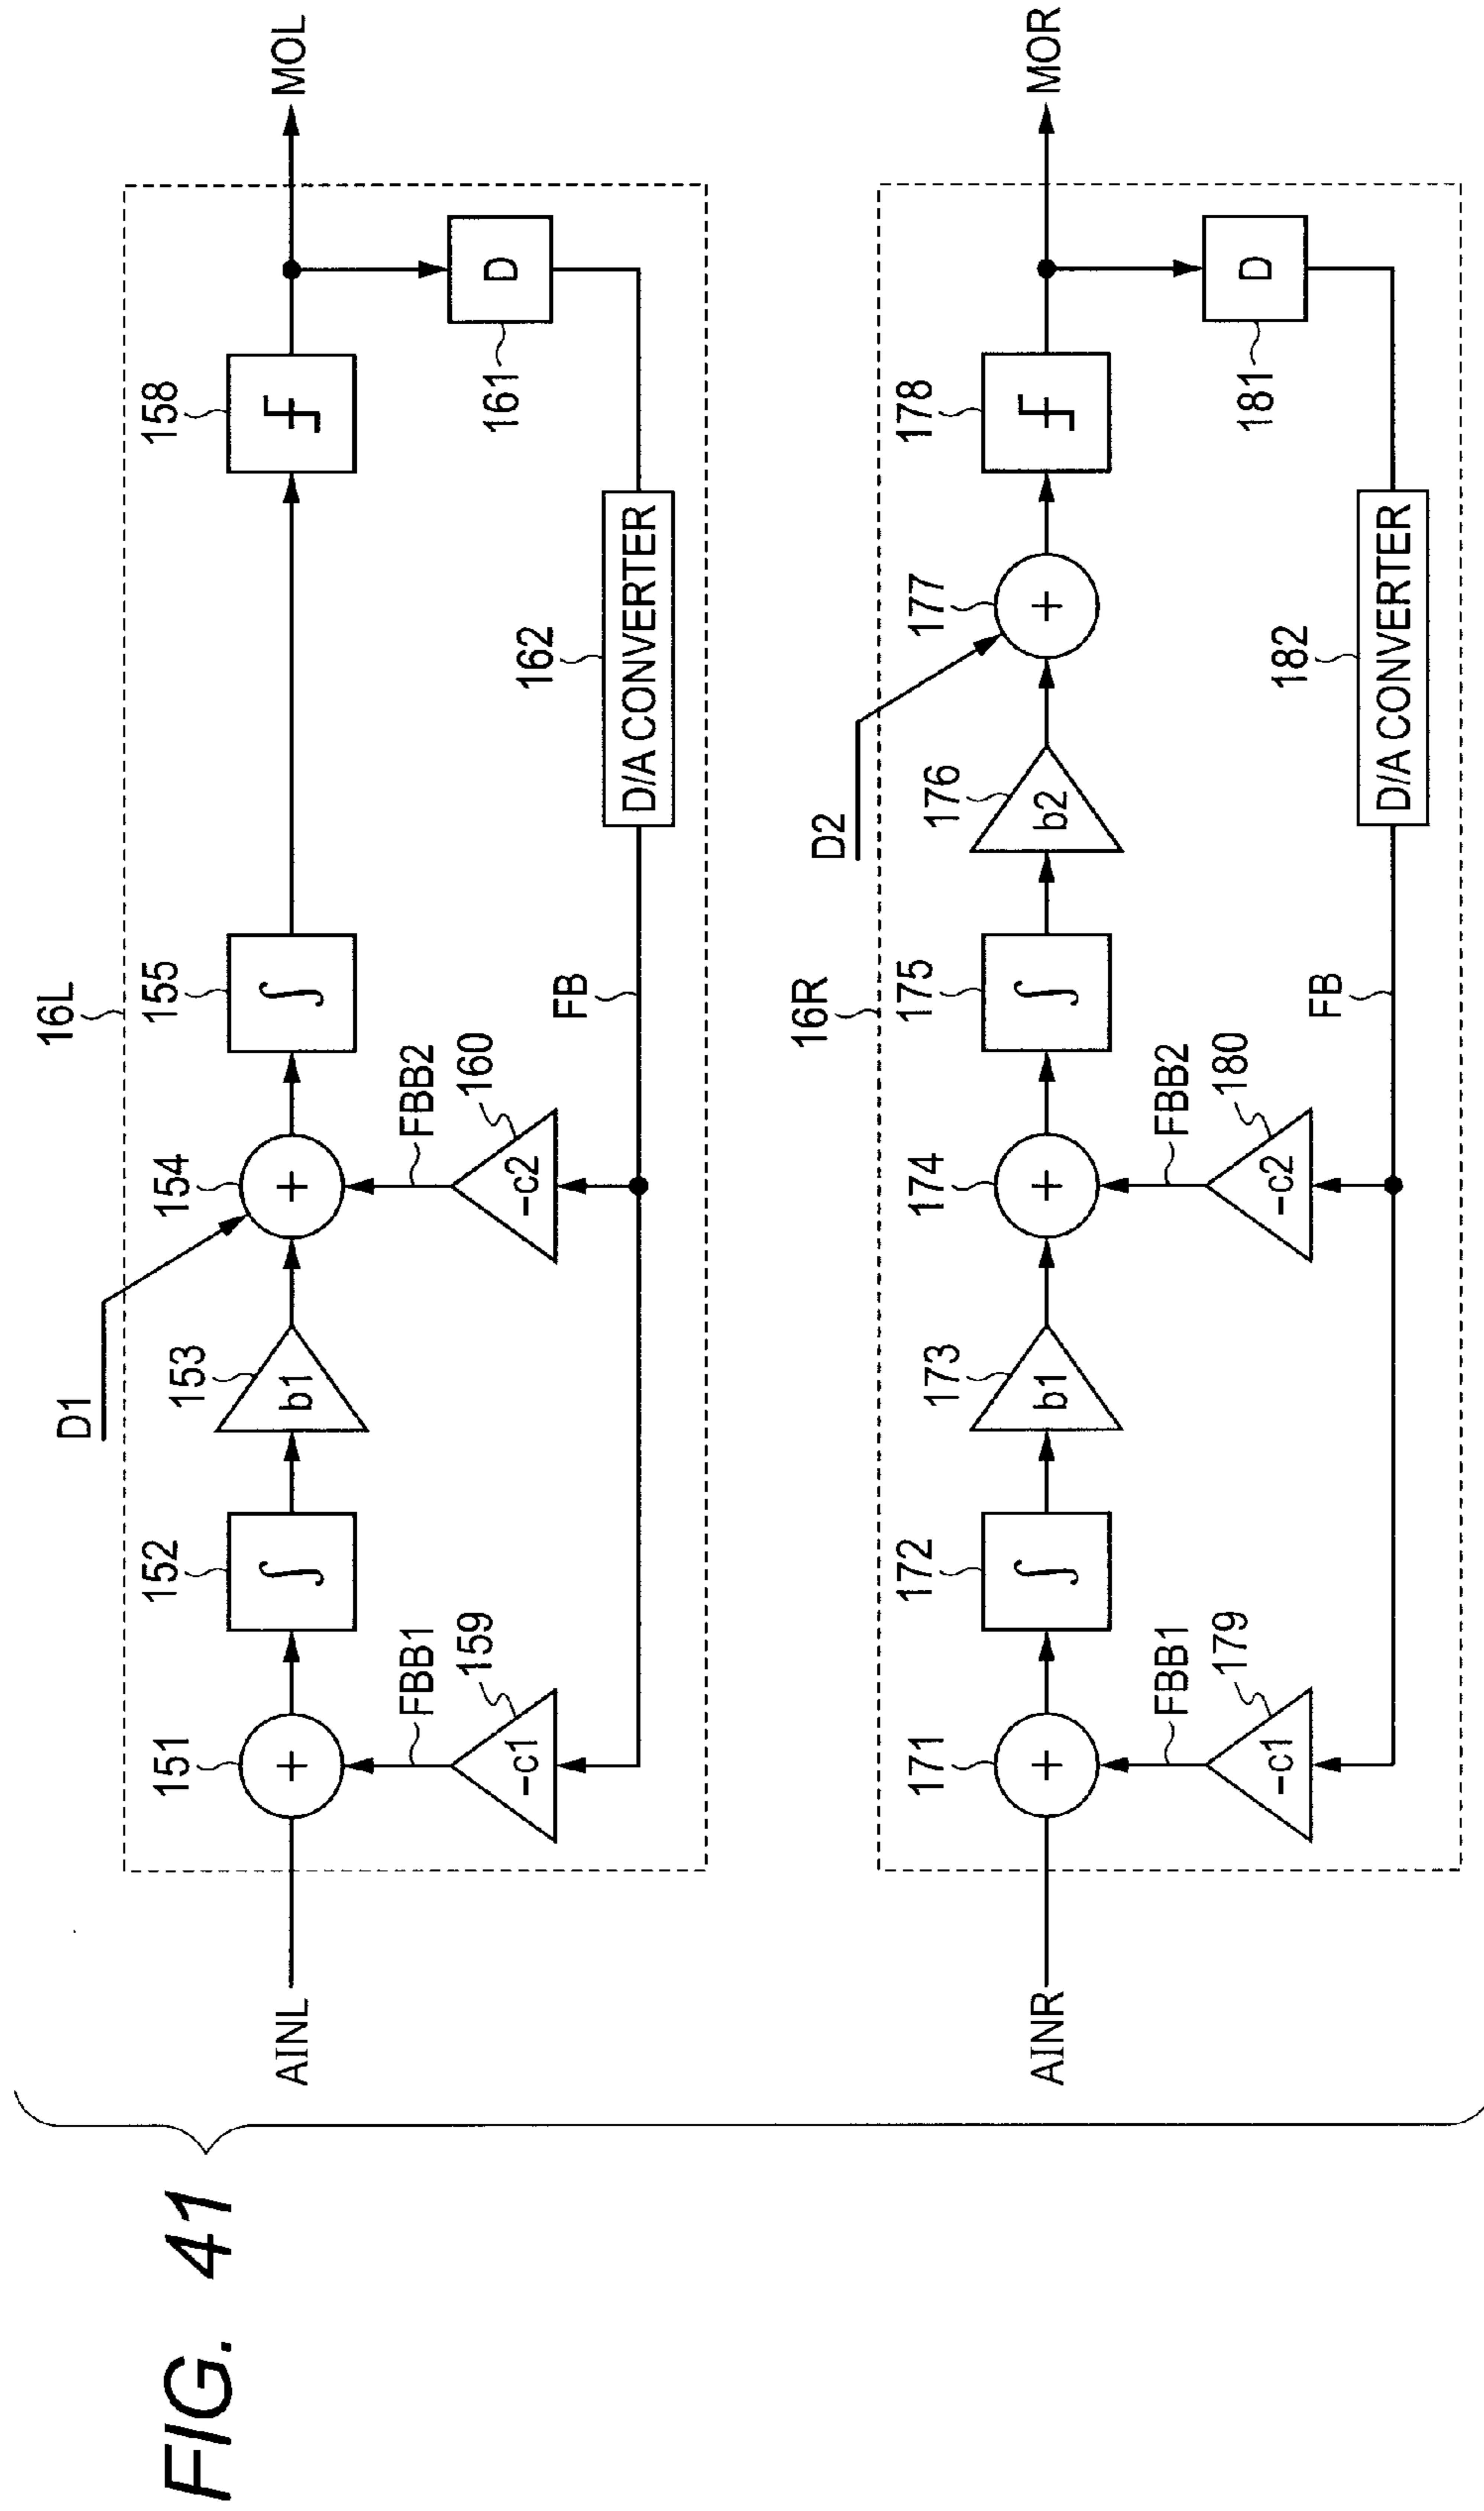 FIG. 41
16L
D1
151
152
153
154
155
158
AINL
MOL
b1
FBB1
FBB2
159
160
-c1
-c2
FB
162
D/A CONVERTER
161
D
16R
D2
171
172
173
174
175
176
177
178
AINR
MOR
b1
b2
FBB1
FBB2
179
180
-c1
-c2
FB
182
D/A CONVERTER
181
D
∫
∫
∫
∫
+
+
+
+
+